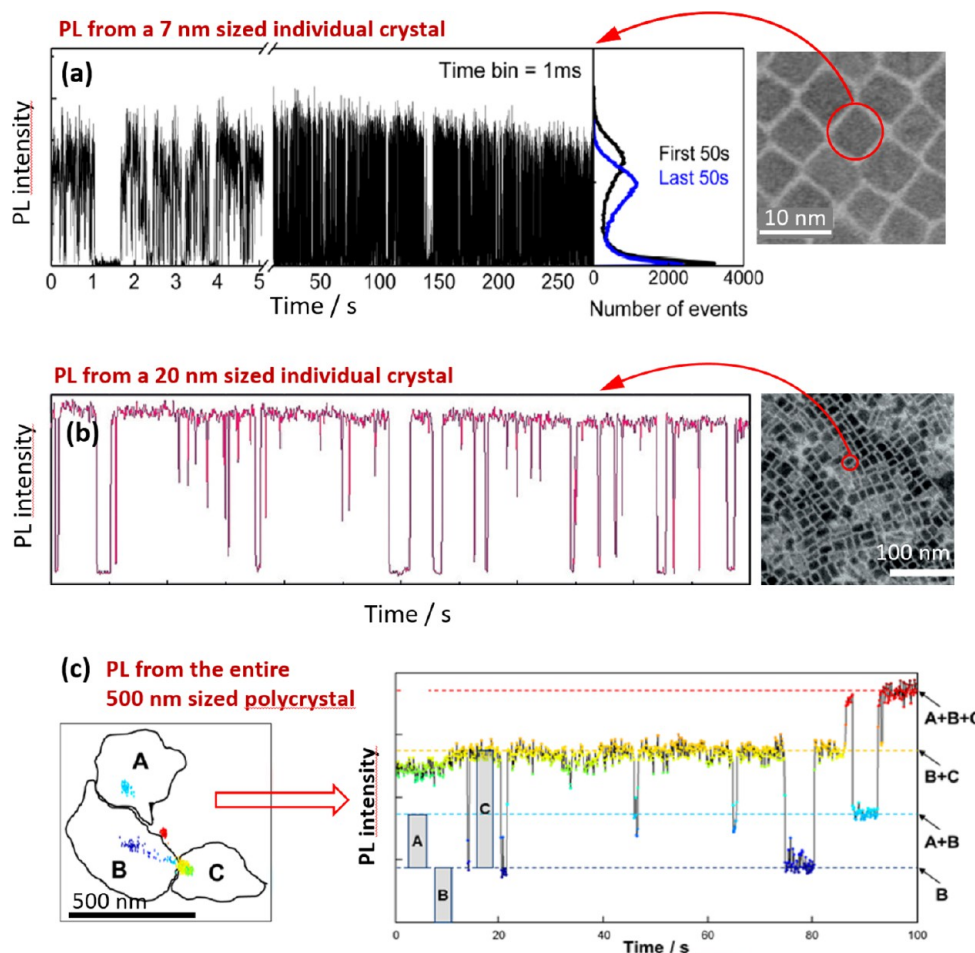 PL from a 7 nm sized individual crystal
(a)
Time bin = 1ms
First 50s
Last 50s
PL intensity
0 1 2 3 4 5 50 100 150 200 250 0 2000 4000
Time / s
Number of events
10 nm
PL from a 20 nm sized individual crystal
(b)
PL intensity
Time / s
100 nm
(c) PL from the entire
500 nm sized polycrystal
A
B
C
500 nm
PL intensity
A
B
C
A+B+C
B+C
A+B
B
0 20 40 60 80 100
Time / s